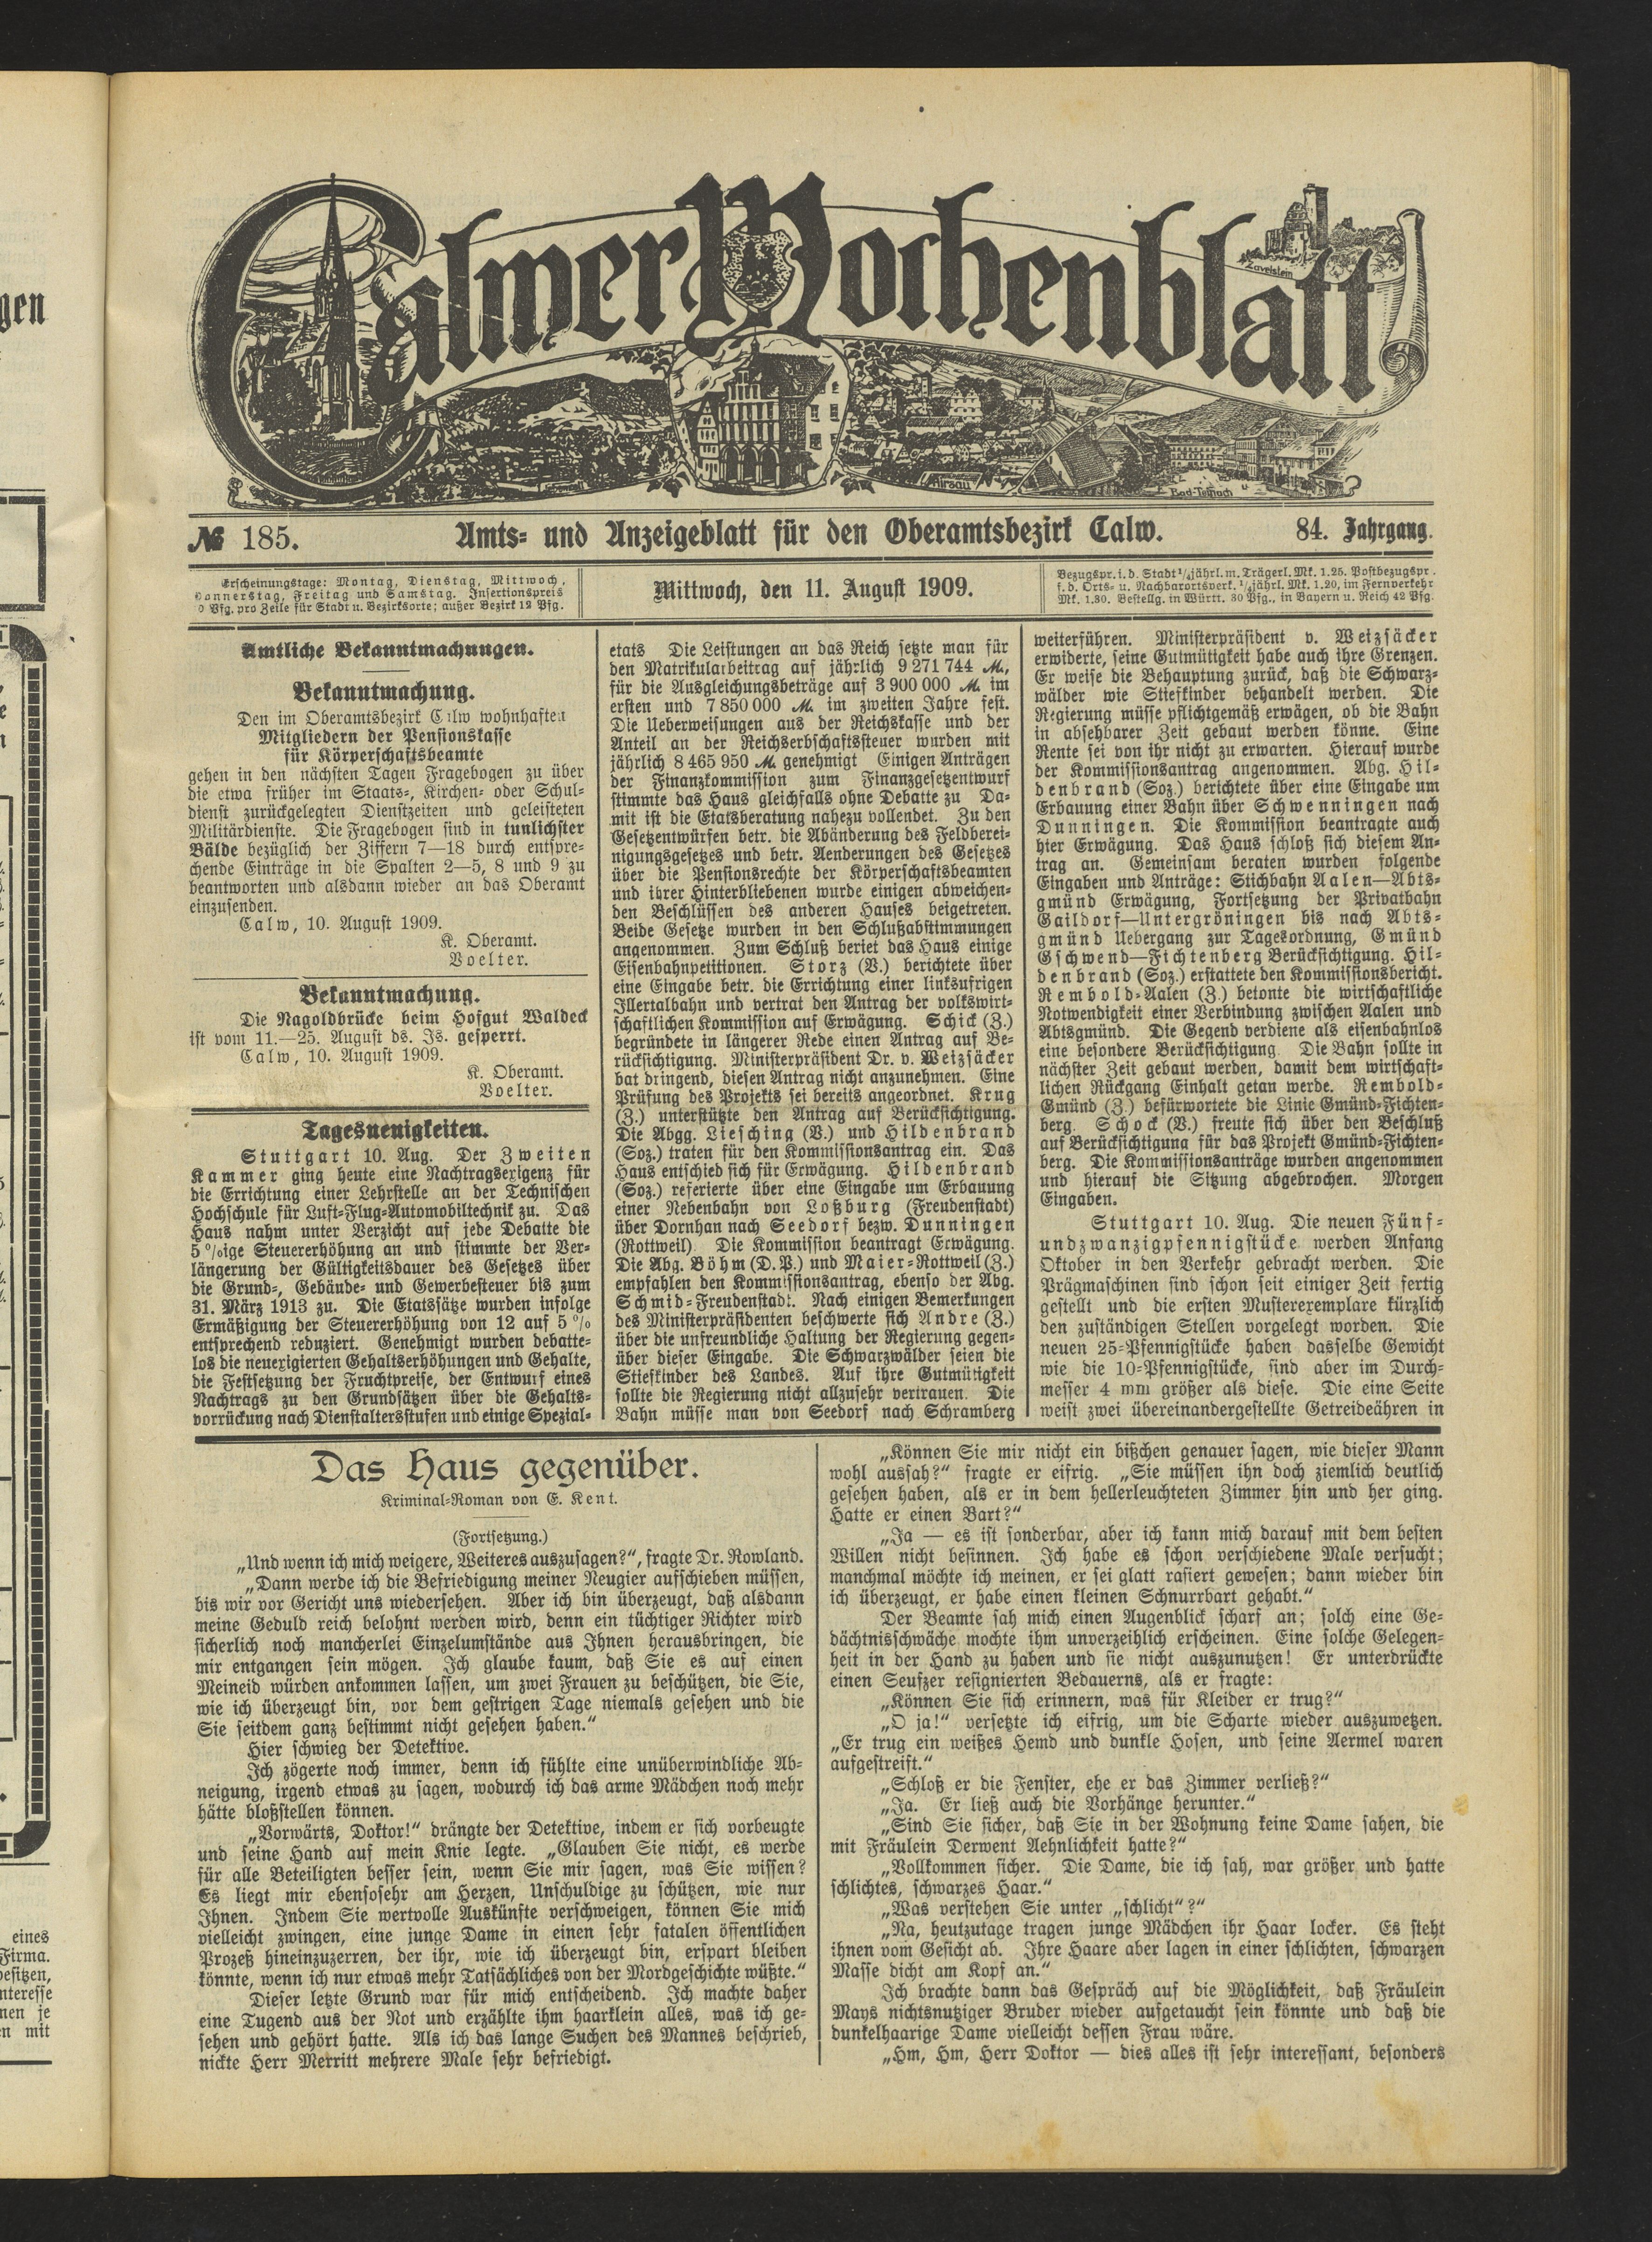 Calwer Wochenblatt
Zavelstein
Hirsau
Bad-Teinach
№ 185.
Amts- und Anzeigeblatt für den Oberamtsbezirk Calw.
84. Jahrgang.
Erscheinungstage: Montag, Dienstag, Mittwoch,
Donnerstag, Freitag und Samstag. Insertionspreis
0 Pfg. pro Zeile für Stadt u. Bezirksorte; außer Bezirk 12 Pfg.
Mittwoch, den 11. August 1909.
Bezugspr. i. d. Stadt ¼jährl. m. Trägerl. Mk. 1.25. Postbezugspr.
f. d. Orts- u. Nachbarortsverk. ¼jährl. Mk. 1.20, im Fernverkehr
Mk. 1.30. Bestellg. in Württ. 30 Pfg., in Bayern u. Reich 42 Pfg.
Amtliche Bekanntmachungen.
Bekanntmachung.
Den im Oberamtsbezirk Calw wohnhaften
Mitgliedern der Pensionskasse
für Körperschaftsbeamte
gehen in den nächsten Tagen Fragebogen zu über
die etwa früher im Staats-, Kirchen- oder Schul-
dienst zurückgelegten Dienstzeiten und geleisteten
Militärdienste. Die Fragebogen sind in tunlichster
Bälde bezüglich der Ziffern 7—18 durch entspre-
chende Einträge in die Spalten 2—5, 8 und 9 zu
beantworten und alsdann wieder an das Oberamt
einzusenden.
Calw, 10. August 1909.
K. Oberamt.
Voelter.
Bekanntmachung.
Die Nagoldbrücke beim Hofgut Waldeck
ist vom 11.—25. August ds. Js. gesperrt.
Calw, 10. August 1909.
K. Oberamt.
Voelter.
Tagesneuigkeiten.
Stuttgart 10. Aug. Der Zweiten
Kammer ging heute eine Nachtragsexigenz für
die Errichtung einer Lehrstelle an der Technischen
Hochschule für Luft-Flug-Automobiltechnik zu. Das
Haus nahm unter Verzicht auf jede Debatte die
5 %ige Steuererhöhung an und stimmte der Ver-
längerung der Gültigkeitsdauer des Gesetzes über
die Grund-, Gebäude- und Gewerbesteuer bis zum
31. März 1913 zu. Die Etatssätze wurden infolge
Ermäßigung der Steuererhöhung von 12 auf 5 %
entsprechend reduziert. Genehmigt wurden debatte-
los die neuexigierten Gehaltserhöhungen und Gehalte,
die Festsetzung der Fruchtpreise, der Entwurf eines
Nachtrags zu den Grundsätzen über die Gehalts-
vorrückung nach Dienstaltersstufen und einige Spezial-
etats Die Leistungen an das Reich setzte man für
den Matrikularbeitrag auf jährlich 9 271 744 M.,
für die Ausgleichungsbeträge auf 3 900 000 M. im
ersten und 7 850 000 M. im zweiten Jahre fest.
Die Ueberweisungen aus der Reichskasse und der
Anteil an der Reichserbschaftssteuer wurden mit
jährlich 8 465 950 M. genehmigt Einigen Anträgen
der Finanzkommission zum Finanzgesetzentwurf
stimmte das Haus gleichfalls ohne Debatte zu Da-
mit ist die Etatsberatung nahezu vollendet. Zu den
Gesetzentwürfen betr. die Abänderung des Feldberei-
nigungsgesetzes und betr. Aenderungen des Gesetzes
über die Pensionsrechte der Körperschaftsbeamten
und ihrer Hinterbliebenen wurde einigen abweichen-
den Beschlüssen des anderen Hauses beigetreten.
Beide Gesetze wurden in den Schlußabstimmungen
angenommen. Zum Schluß beriet das Haus einige
Eisenbahnpetitionen. Storz (V.) berichtete über
eine Eingabe betr. die Errichtung einer linksufrigen
Illertalbahn und vertrat den Antrag der volkswirt-
schaftlichen Kommission auf Erwägung. Schick (Z.)
begründete in längerer Rede einen Antrag auf Be-
rücksichtigung. Ministerpräsident Dr. v. Weizsäcker
bat dringend, diesen Antrag nicht anzunehmen. Eine
Prüfung des Projekts sei bereits angeordnet. Krug
(Z.) unterstützte den Antrag auf Berücksichtigung.
Die Abgg. Liesching (V.) und Hildenbrand
(Soz.) traten für den Kommissionsantrag ein. Das
Haus entschied sich für Erwägung. Hildenbrand
(Soz.) referierte über eine Eingabe um Erbauung
einer Nebenbahn von Loßburg (Freudenstadt)
über Dornhan nach Seedorf bezw. Dunningen
(Rottweil) Die Kommission beantragt Erwägung.
Die Abg. Böhm (D. P.) und Maier-Rottweil (Z.)
empfahlen den Kommissionsantrag, ebenso der Abg.
Schmid-Freudenstadt. Nach einigen Bemerkungen
des Ministerpräsidenten beschwerte sich Andre (Z.)
über die unfreundliche Haltung der Regierung gegen-
über dieser Eingabe. Die Schwarzwälder seien die
Stiefkinder des Landes. Auf ihre Gutmütigkeit
sollte die Regierung nicht allzusehr vertrauen. Die
Bahn müsse man von Seedorf nach Schramberg
weiterführen. Ministerpräsident v. Weizsäcker
erwiderte, seine Gutmütigkeit habe auch ihre Grenzen.
Er weise die Behauptung zurück, daß die Schwarz-
wälder wie Stiefkinder behandelt werden. Die
Regierung müsse pflichtgemäß erwägen, ob die Bahn
in absehbarer Zeit gebaut werden könne. Eine
Rente sei von ihr nicht zu erwarten. Hierauf wurde
der Kommissionsantrag angenommen. Abg. Hil-
denbrand (Soz.) berichtete über eine Eingabe um
Erbauung einer Bahn über Schwenningen nach
Dunningen. Die Kommission beantragte auch
hier Erwägung. Das Haus schloß sich diesem An-
trag an. Gemeinsam beraten wurden folgende
Eingaben und Anträge: Stichbahn Aalen—Abts-
gmünd Erwägung, Fortsetzung der Privatbahn
Gaildorf—Untergröningen bis nach Abts-
gmünd Uebergang zur Tagesordnung, Gmünd
Gschwend—Fichtenberg Berücksichtigung. Hil-
denbrand (Soz.) erstattete den Kommissionsbericht.
Rembold-Aalen (Z.) betonte die wirtschaftliche
Notwendigkeit einer Verbindung zwischen Aalen und
Abtsgmünd. Die Gegend verdiene als eisenbahnlos
eine besondere Berücksichtigung Die Bahn sollte in
nächster Zeit gebaut werden, damit dem wirtschaft-
lichen Rückgang Einhalt getan werde. Rembold-
Gmünd (Z.) befürwortete die Linie Gmünd-Fichten-
berg. Schock (V.) freute sich über den Beschluß
auf Berücksichtigung für das Projekt Gmünd-Fichten-
berg. Die Kommissionsanträge wurden angenommen
und hierauf die Sitzung abgebrochen. Morgen
Eingaben.
Stuttgart 10. Aug. Die neuen Fünf-
undzwanzigpfennigstücke werden Anfang
Oktober in den Verkehr gebracht werden. Die
Prägmaschinen sind schon seit einiger Zeit fertig
gestellt und die ersten Musterexemplare kürzlich
den zuständigen Stellen vorgelegt worden. Die
neuen 25-Pfennigstücke haben dasselbe Gewicht
wie die 10-Pfennigstücke, sind aber im Durch-
messer 4 mm größer als diese. Die eine Seite
weist zwei übereinandergestellte Getreideähren in
Das Haus gegenüber.
Kriminal-Roman von E. Kent.
(Fortsetzung.)
„Und wenn ich mich weigere, Weiteres auszusagen?“, fragte Dr. Rowland.
„Dann werde ich die Befriedigung meiner Neugier aufschieben müssen,
bis wir vor Gericht uns wiedersehen. Aber ich bin überzeugt, daß alsdann
meine Geduld reich belohnt werden wird, denn ein tüchtiger Richter wird
sicherlich noch mancherlei Einzelumstände aus Ihnen herausbringen, die
mir entgangen sein mögen. Ich glaube kaum, daß Sie es auf einen
Meineid würden ankommen lassen, um zwei Frauen zu beschützen, die Sie,
wie ich überzeugt bin, vor dem gestrigen Tage niemals gesehen und die
Sie seitdem ganz bestimmt nicht gesehen haben.“
Hier schwieg der Detektive.
Ich zögerte noch immer, denn ich fühlte eine unüberwindliche Ab-
neigung, irgend etwas zu sagen, wodurch ich das arme Mädchen noch mehr
hätte bloßstellen können.
„Vorwärts, Doktor!“ drängte der Detektive, indem er sich vorbeugte
und seine Hand auf mein Knie legte. „Glauben Sie nicht, es werde
für alle Beteiligten besser sein, wenn Sie mir sagen, was Sie wissen?
Es liegt mir ebensosehr am Herzen, Unschuldige zu schützen, wie nur
Ihnen. Indem Sie wertvolle Auskünfte verschweigen, können Sie mich
vielleicht zwingen, eine junge Dame in einen sehr fatalen öffentlichen
Prozeß hineinzuzerren, der ihr, wie ich überzeugt bin, erspart bleiben
könnte, wenn ich nur etwas mehr Tatsächliches von der Mordgeschichte wüßte.“
Dieser letzte Grund war für mich entscheidend. Ich machte daher
eine Tugend aus der Not und erzählte ihm haarklein alles, was ich ge-
sehen und gehört hatte. Als ich das lange Suchen des Mannes beschrieb,
nickte Herr Merritt mehrere Male sehr befriedigt.
„Können Sie mir nicht ein bißchen genauer sagen, wie dieser Mann
wohl aussah?“ fragte er eifrig. „Sie müssen ihn doch ziemlich deutlich
gesehen haben, als er in dem hellerleuchteten Zimmer hin und her ging.
Hatte er einen Bart?“
„Ja — es ist sonderbar, aber ich kann mich darauf mit dem besten
Willen nicht besinnen. Ich habe es schon verschiedene Male versucht;
manchmal möchte ich meinen, er sei glatt rasiert gewesen; dann wieder bin
ich überzeugt, er habe einen kleinen Schnurrbart gehabt.“
Der Beamte sah mich einen Augenblick scharf an; solch eine Ge-
dächtnisschwäche mochte ihm unverzeihlich erscheinen. Eine solche Gelegen-
heit in der Hand zu haben und sie nicht auszunutzen! Er unterdrückte
einen Seufzer resignierten Bedauerns, als er fragte:
„Können Sie sich erinnern, was für Kleider er trug?“
„O ja!“ versetzte ich eifrig, um die Scharte wieder auszuwetzen.
„Er trug ein weißes Hemd und dunkle Hosen, und seine Aermel waren
aufgestreift.“
„Schloß er die Fenster, ehe er das Zimmer verließ?“
„Ja. Er ließ auch die Vorhänge herunter.“
„Sind Sie sicher, daß Sie in der Wohnung keine Dame sahen, die
mit Fräulein Derwent Aehnlichkeit hatte?“
„Vollkommen sicher. Die Dame, die ich sah, war größer und hatte
schlichtes, schwarzes Haar.“
„Was verstehen Sie unter „schlicht“?“
„Na, heutzutage tragen junge Mädchen ihr Haar locker. Es steht
ihnen vom Gesicht ab. Ihre Haare aber lagen in einer schlichten, schwarzen
Masse dicht am Kopf an.“
Ich brachte dann das Gespräch auf die Möglichkeit, daß Fräulein
Mays nichtsnutziger Bruder wieder aufgetaucht sein könnte und daß die
dunkelhaarige Dame vielleicht dessen Frau wäre.
„Hm, Hm, Herr Doktor — dies alles ist sehr interessant, besonders
gen
eines
Firma.
besitzen,
nteresse
nen je
en mit